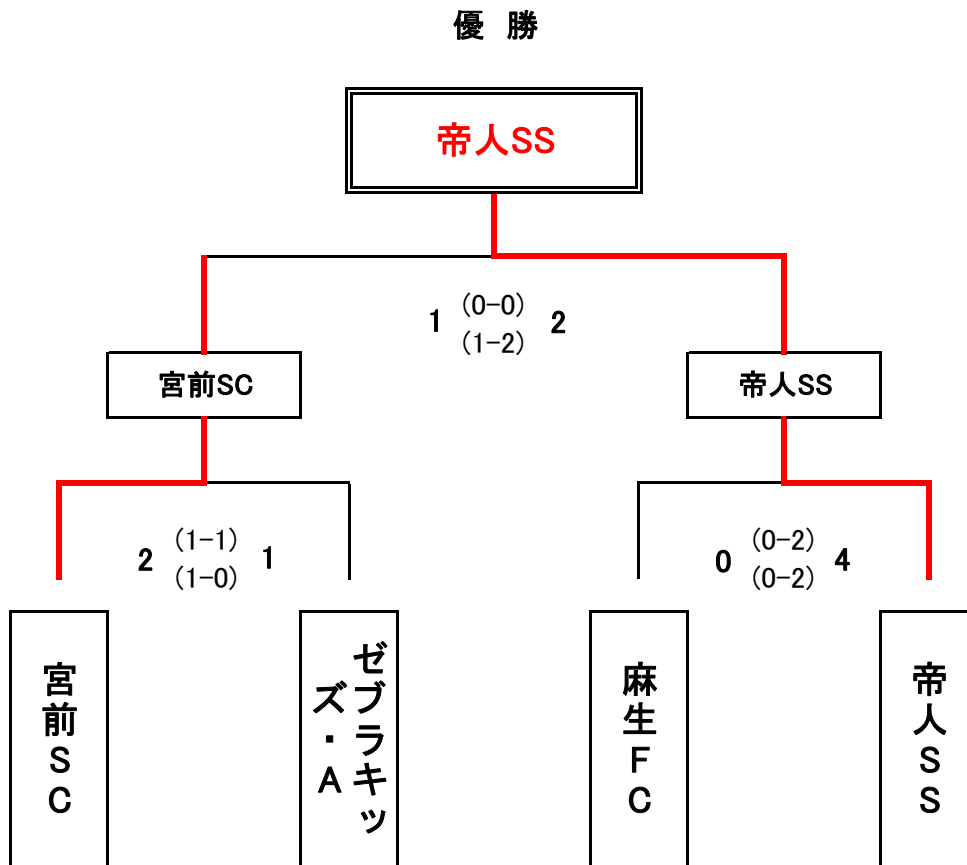 優 勝
帝人SS
1 (0-0) 2
(1-2)
宮前SC
帝人SS
2 (1-1) 1
(1-0)
0 (0-2) 4
(0-2)
宮前SC
ゼブラキッ
ズ・A
麻生FC
帝人SS